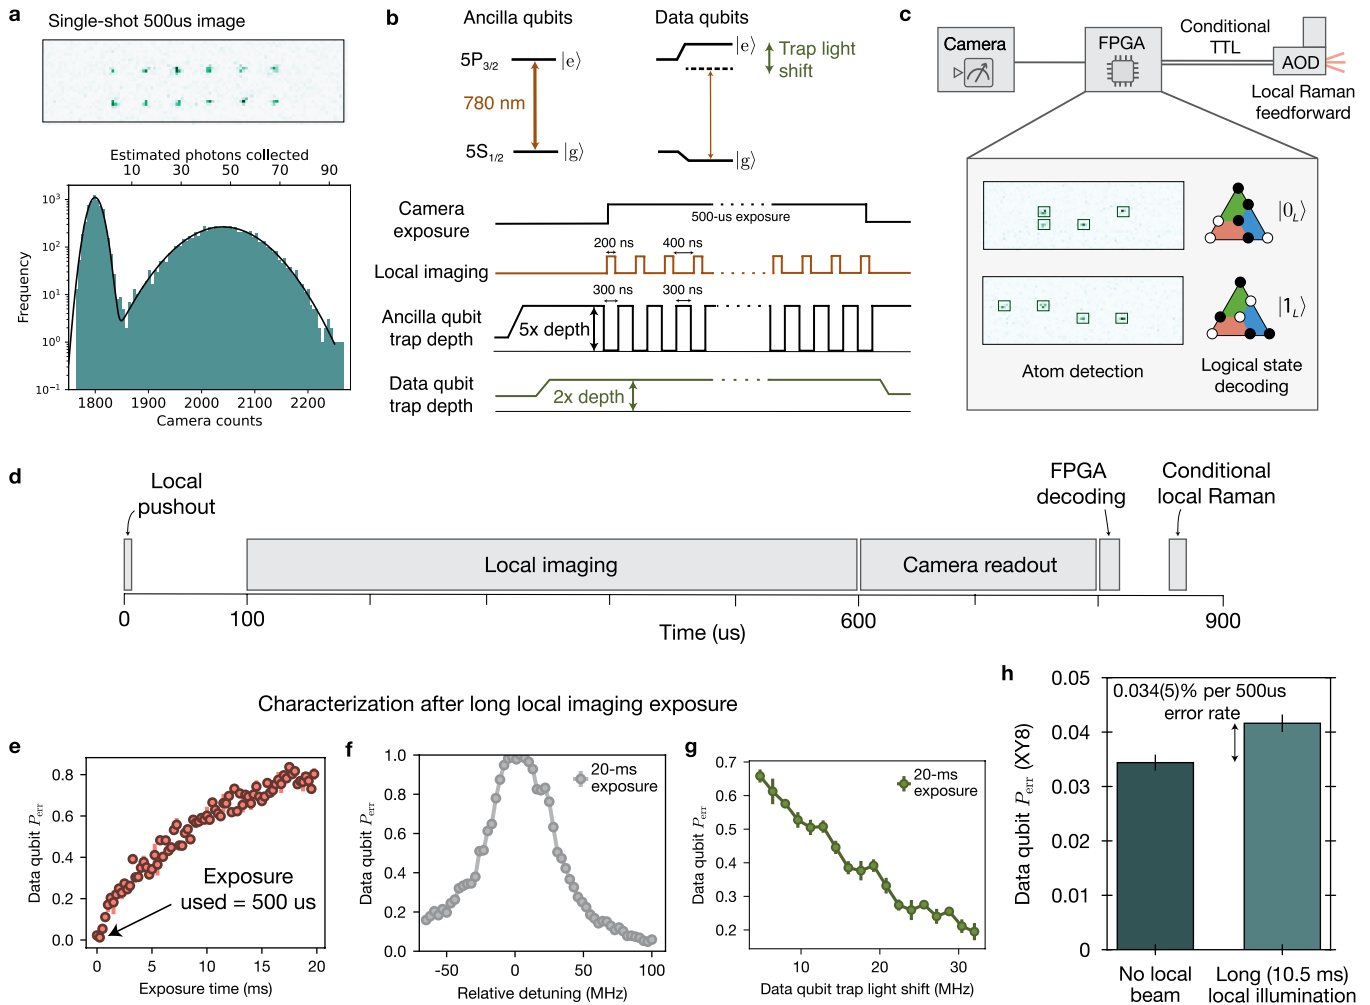 a
Single-shot 500us image
Estimated photons collected
10 30 50 70 90
10³
10²
10¹
10⁰
10⁻¹
Frequency
1800 1900 2000 2100 2200
Camera counts
b
Ancilla qubits
Data qubits
5P3/2
|e⟩
780 nm
5S1/2
|g⟩
|e⟩
Trap light
shift
|g⟩
Camera
exposure
500-us exposure
200 ns
400 ns
Local imaging
300 ns
300 ns
Ancilla qubit
trap depth
5x depth
Data qubit
trap depth
2x depth
c
Camera
FPGA
Conditional
TTL
AOD
Local Raman
feedforward
|0L⟩
|1L⟩
Atom detection
Logical state
decoding
d
Local
pushout
FPGA
decoding
Conditional
local Raman
Local imaging
Camera readout
0
100
600
900
Time (us)
Characterization after long local imaging exposure
e
Data qubit Perr
0.8
0.6
0.4
0.2
0.0
Exposure
used = 500 us
0 5 10 15 20
Exposure time (ms)
f
Data qubit Perr
1.0
0.8
0.6
0.4
0.2
0.0
20-ms
exposure
-50 0 50 100
Relative detuning (MHz)
g
Data qubit Perr
0.7
0.6
0.5
0.4
0.3
0.2
20-ms
exposure
10 20 30
Data qubit trap light shift (MHz)
h
Data qubit Perr (XY8)
0.05
0.04
0.03
0.02
0.01
0
0.034(5)% per 500us
error rate
No local
beam
Long (10.5 ms)
local illumination